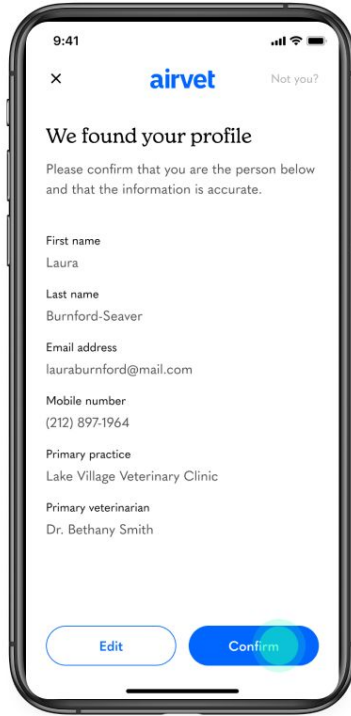 9:41
airvet
Not you?
We found your profile
Please confirm that you are the person below
and that the information is accurate.
First name
Laura
Last name
Burnford-Seaver
Email address
lauraburnford@mail.com
Mobile number
(212) 897-1964
Primary practice
Lake Village Veterinary Clinic
Primary veterinarian
Dr. Bethany Smith
Edit
Confirm